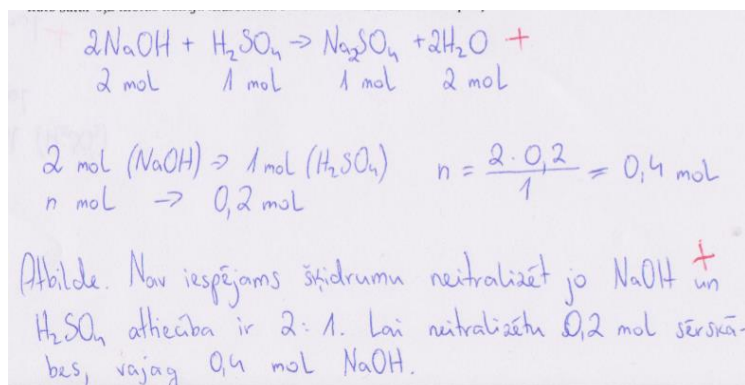 2NaOH + H₂SO₄ → Na₂SO₄ + 2H₂O +
2 mol 1 mol 1 mol 2 mol
2 mol (NaOH) → 1 mol (H₂SO₄) n = 2 · 0,2 / 1 = 0,4 mol
n mol → 0,2 mol
+
Atbilde. Nav iespējams šķidrumu neitralizēt jo NaOH un
H₂SO₄ attiecība ir 2:1. Lai neitralizētu 0,2 mol sērskā-
bes, vajag 0,4 mol NaOH.